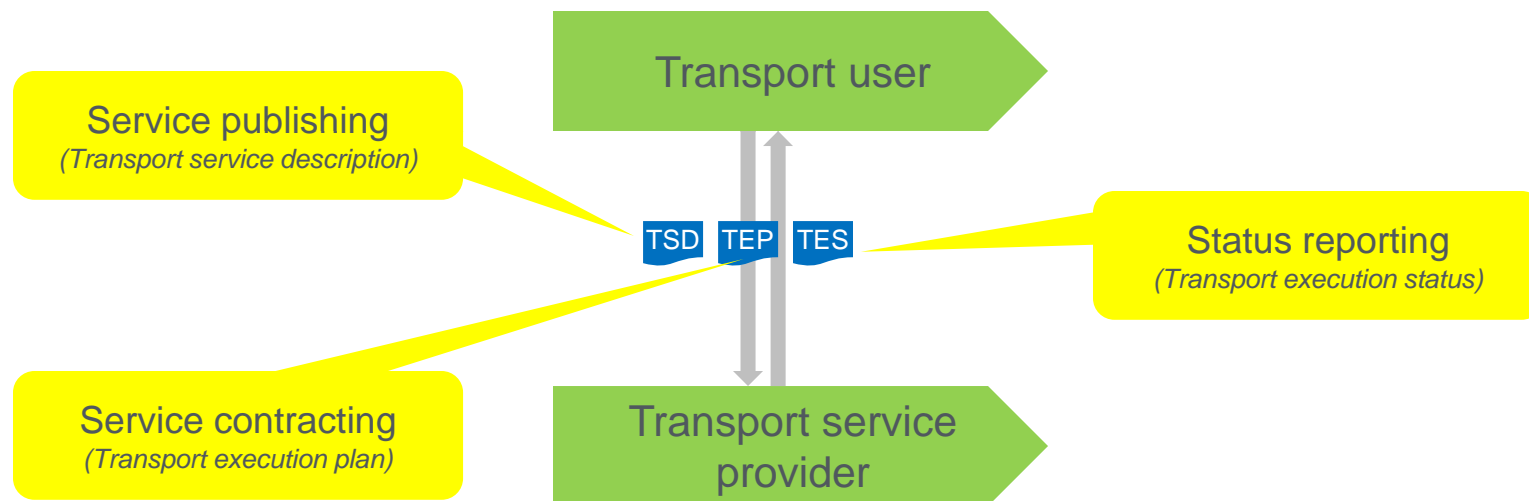 Transport user
Service publishing
(Transport service description)
TSD TEP TES
Status reporting
(Transport execution status)
Service contracting
(Transport execution plan)
Transport service
provider